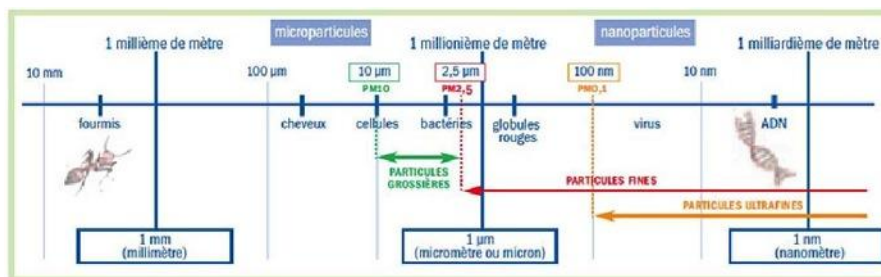 microparticules
nanoparticules
1 millième de mètre
1 millionième de mètre
1 milliardième de mètre
10 mm
100 µm
10 µm
2,5 µm
100 nm
10 nm
PM10
PM2,5
PM0,1
fourmis
cheveux
cellules
bactéries
globules
rouges
virus
ADN
PARTICULES
GROSSIÈRES
PARTICULES FINES
PARTICULES ULTRAFINES
1 mm
(millimètre)
1 µm
(micromètre ou micron)
1 nm
(nanomètre)